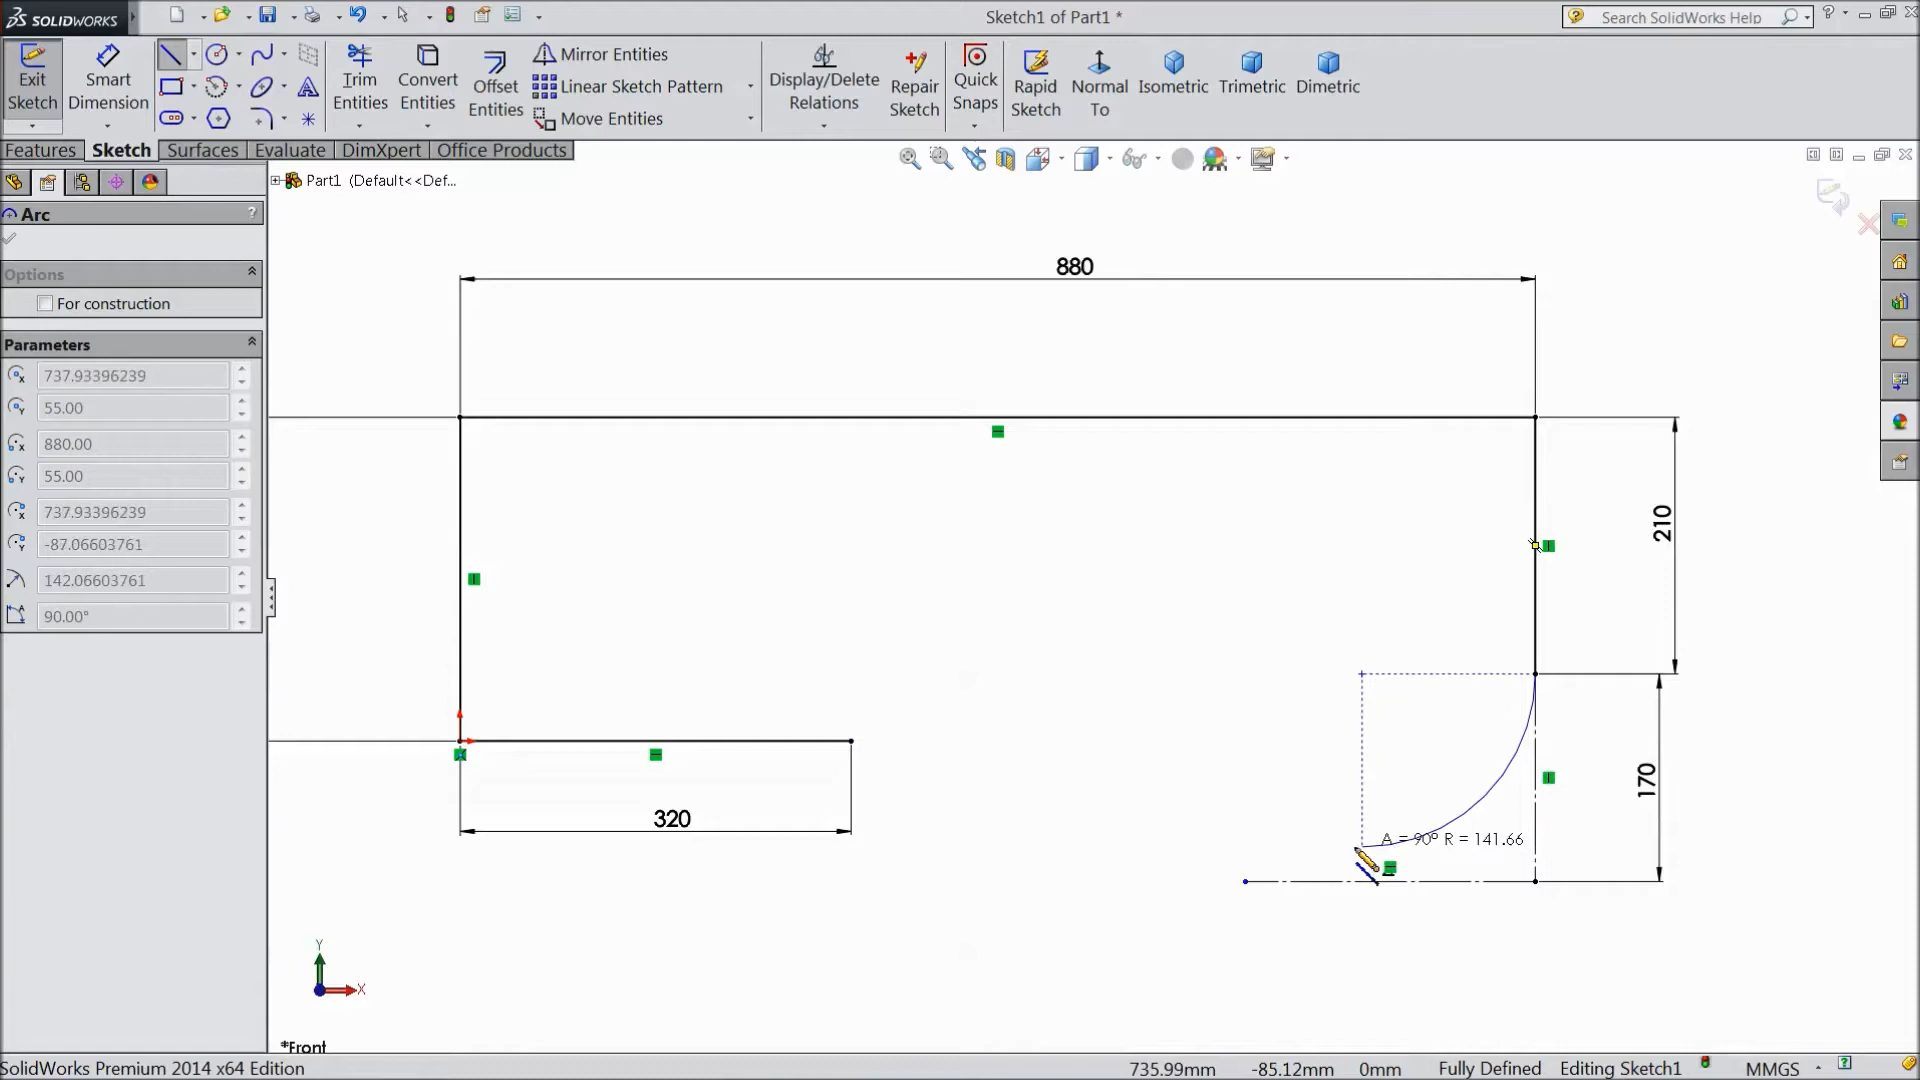 SOLIDWORKS
Sketch1 of Part1 *
Search SolidWorks Help
Exit Sketch
Smart Dimension
Trim Entities
Convert Entities
Offset Entities
Mirror Entities
Linear Sketch Pattern
Move Entities
Display/Delete Relations
Repair Sketch
Quick Snaps
Rapid Sketch
Normal To
Isometric
Trimetric
Dimetric
Features
Sketch
Surfaces
Evaluate
DimXpert
Office Products
Part1 (Default<<Def...
Arc
?
Options
For construction
Parameters
737.93396239
55.00
880.00
55.00
737.93396239
-87.06603761
142.06603761
90.00°
880
210
170
320
A = 90° R = 141.66
Y
X
*Front
SolidWorks Premium 2014 x64 Edition
735.99mm
-85.12mm
0mm
Fully Defined
Editing Sketch1
MMGS